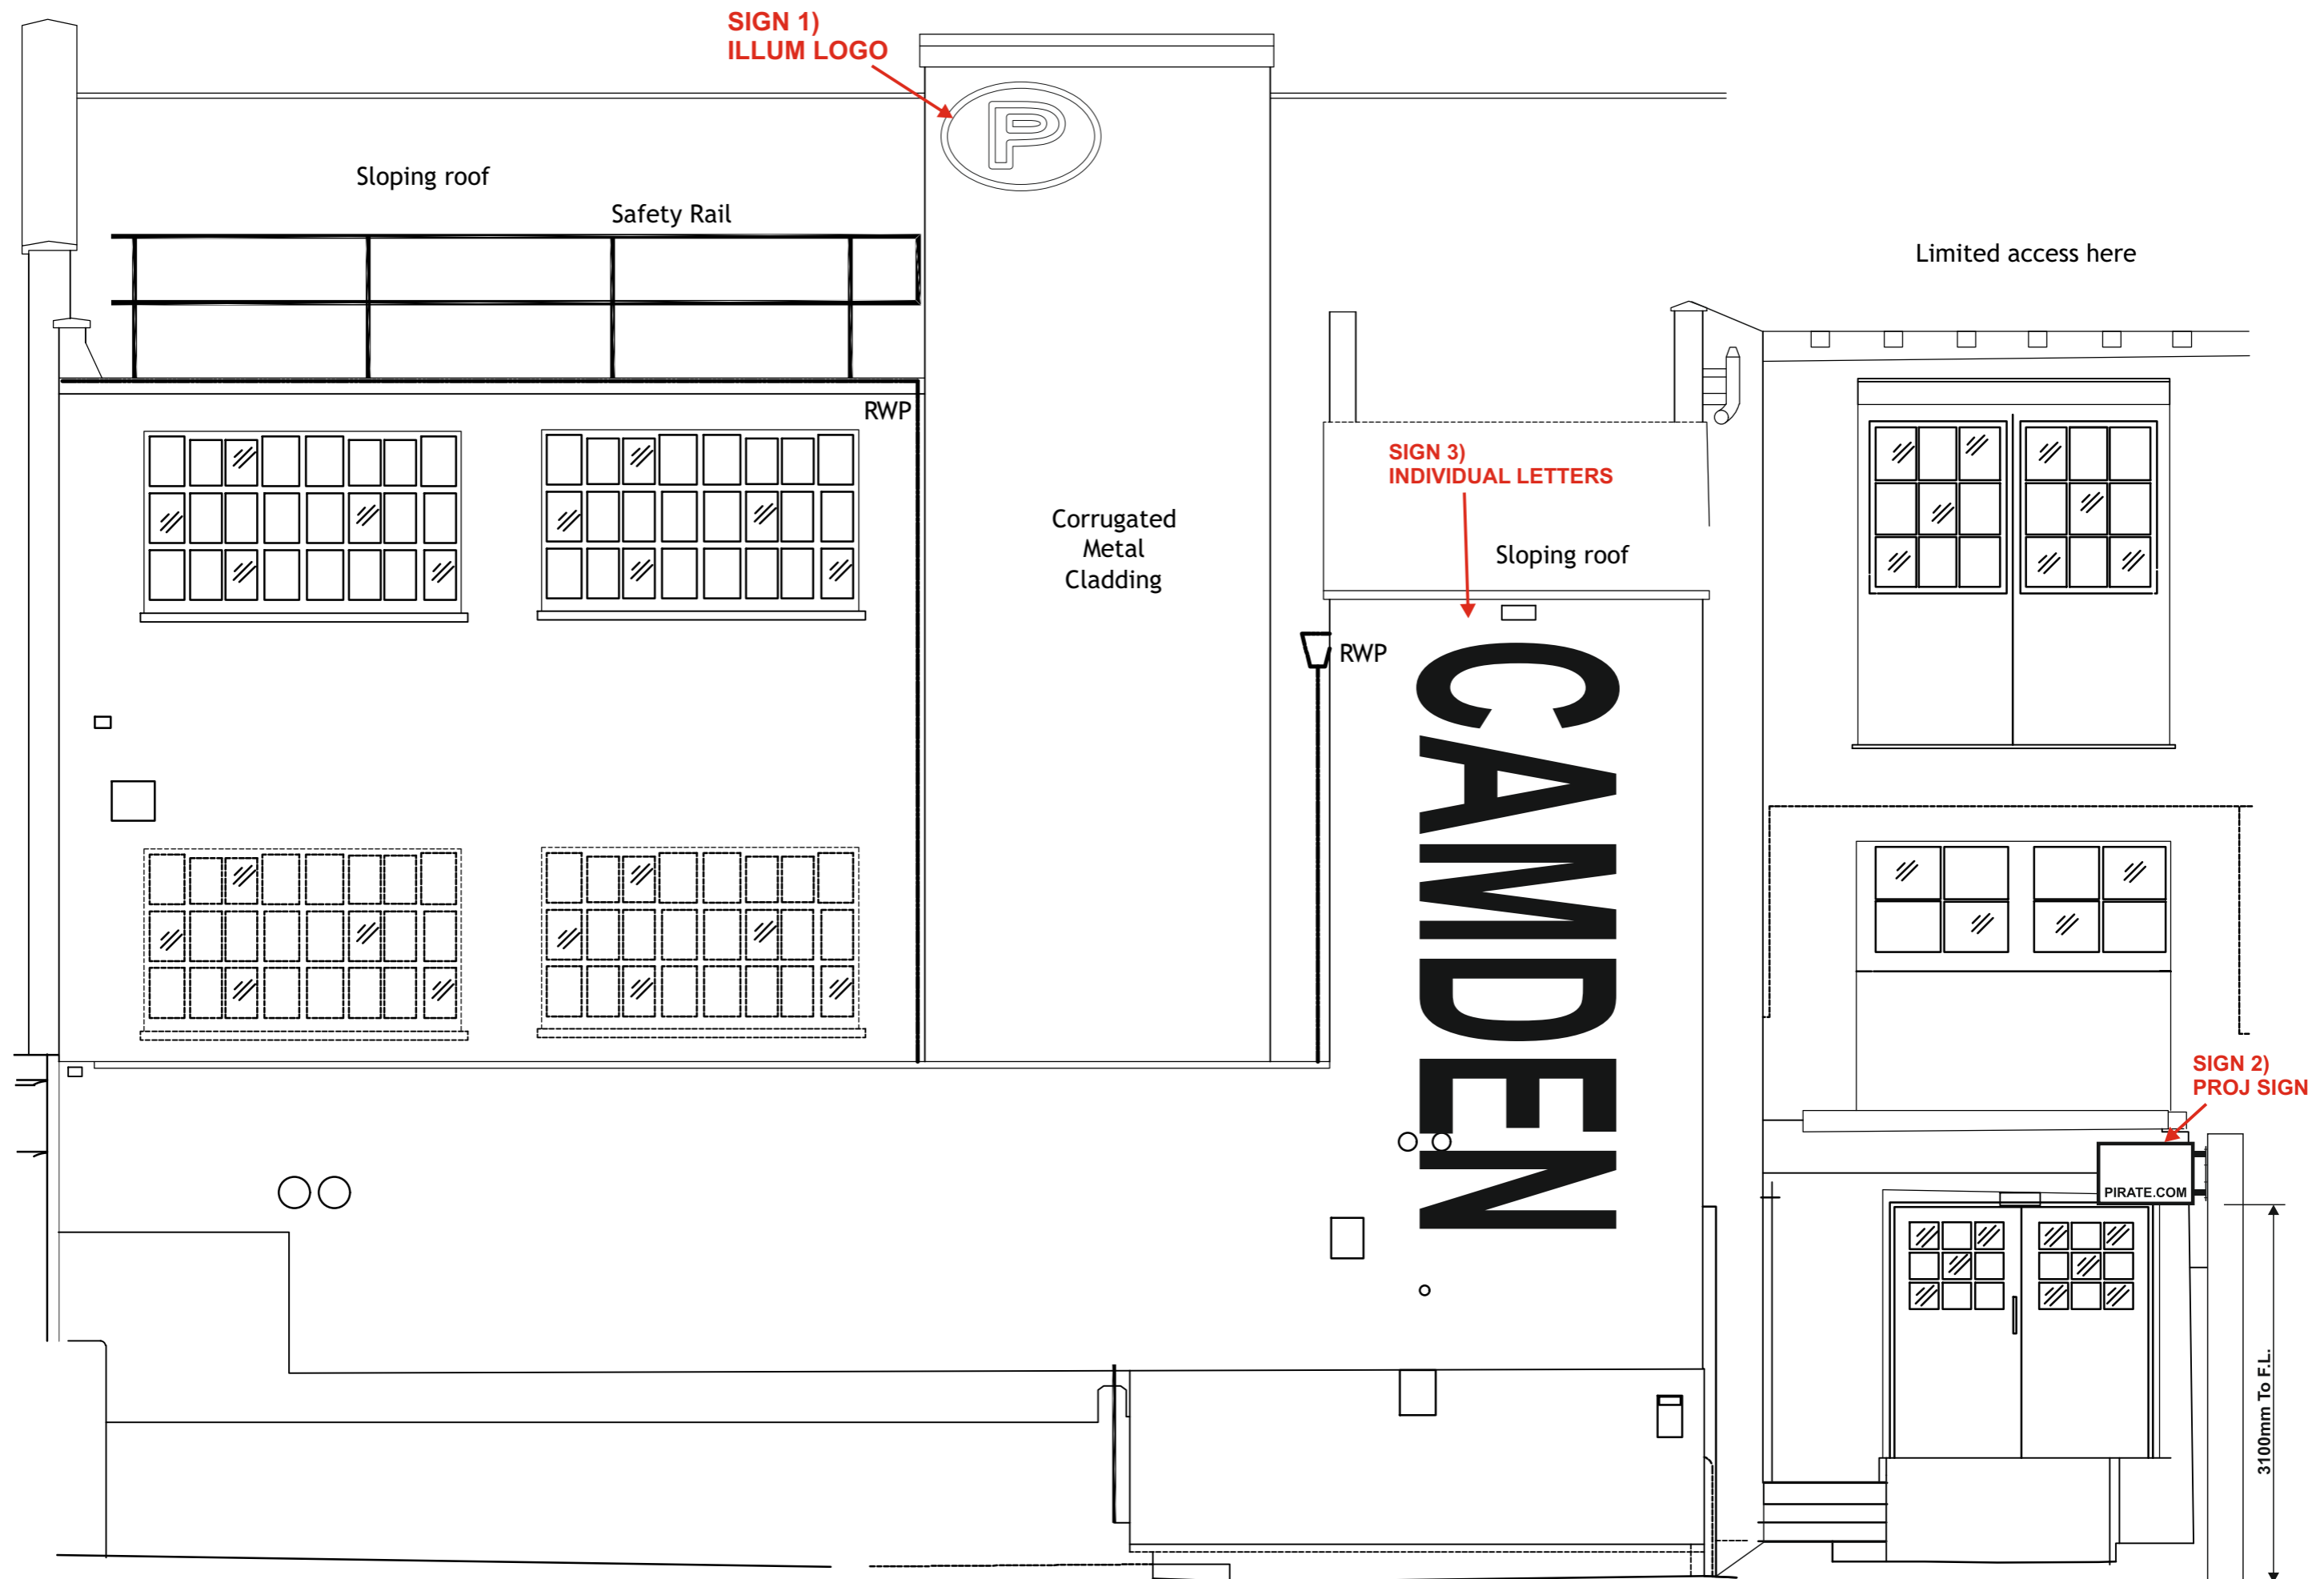 SIGN 1)
ILLUM LOGO
P
Sloping roof
Safety Rail
Limited access here
RWP
SIGN 3)
INDIVIDUAL LETTERS
Corrugated
Metal
Cladding
Sloping roof
RWP
CAMDEN
SIGN 2)
PROJ SIGN
PIRATE.COM
3100mm To F.L.